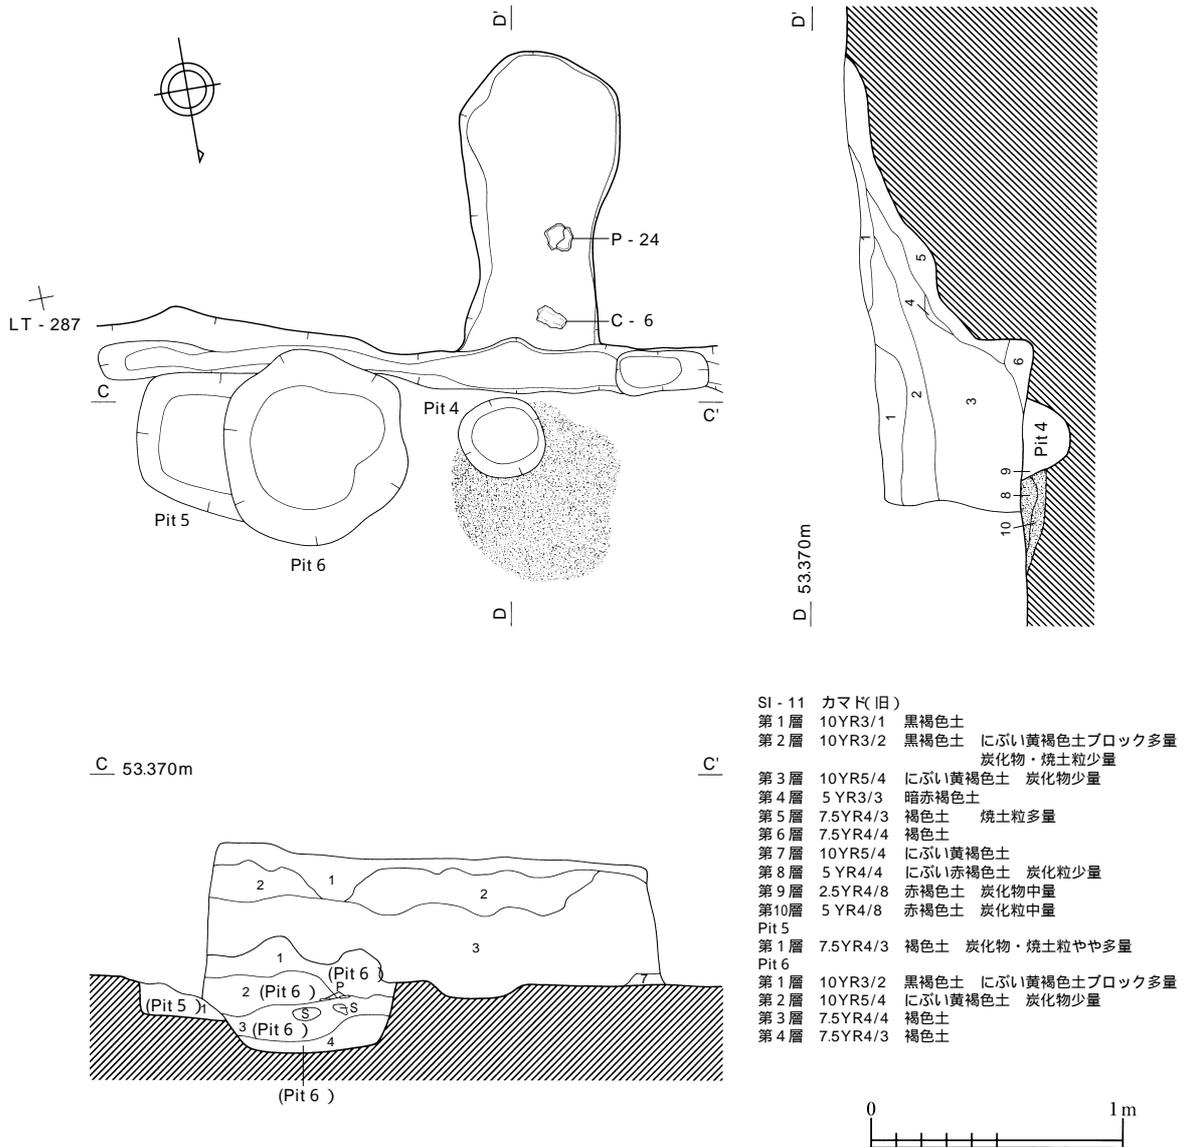 D'
D'
P - 24
C - 6
LT - 287
C
C'
Pit 4
Pit 5
Pit 6
D
1
5
4
6
1
2
3
Pit 4
9
8
10
D 53.370m
C 53.370m
C'
2
1
2
3
1
(Pit 6 )
P
2 (Pit 6 )
(Pit 5 ) 1
S
S
3 (Pit 6 )
4
7
(Pit 6 )
SI - 11 カマド(旧)
第1層 10YR3/1 黒褐色土
第2層 10YR3/2 黒褐色土 にぶい黄褐色土ブロック多量
炭化物・焼土粒少量
第3層 10YR5/4 にぶい黄褐色土 炭化物少量
第4層 5 YR3/3 暗赤褐色土
第5層 7.5YR4/3 褐色土 焼土粒多量
第6層 7.5YR4/4 褐色土
第7層 10YR5/4 にぶい黄褐色土
第8層 5 YR4/4 にぶい赤褐色土 炭化粒少量
第9層 2.5YR4/8 赤褐色土 炭化物中量
第10層 5 YR4/8 赤褐色土 炭化粒中量
Pit 5
第1層 7.5YR4/3 褐色土 炭化物・焼土粒やや多量
Pit 6
第1層 10YR3/2 黒褐色土 にぶい黄褐色土ブロック多量
第2層 10YR5/4 にぶい黄褐色土 炭化物少量
第3層 7.5YR4/4 褐色土
第4層 7.5YR4/3 褐色土
0 1 m